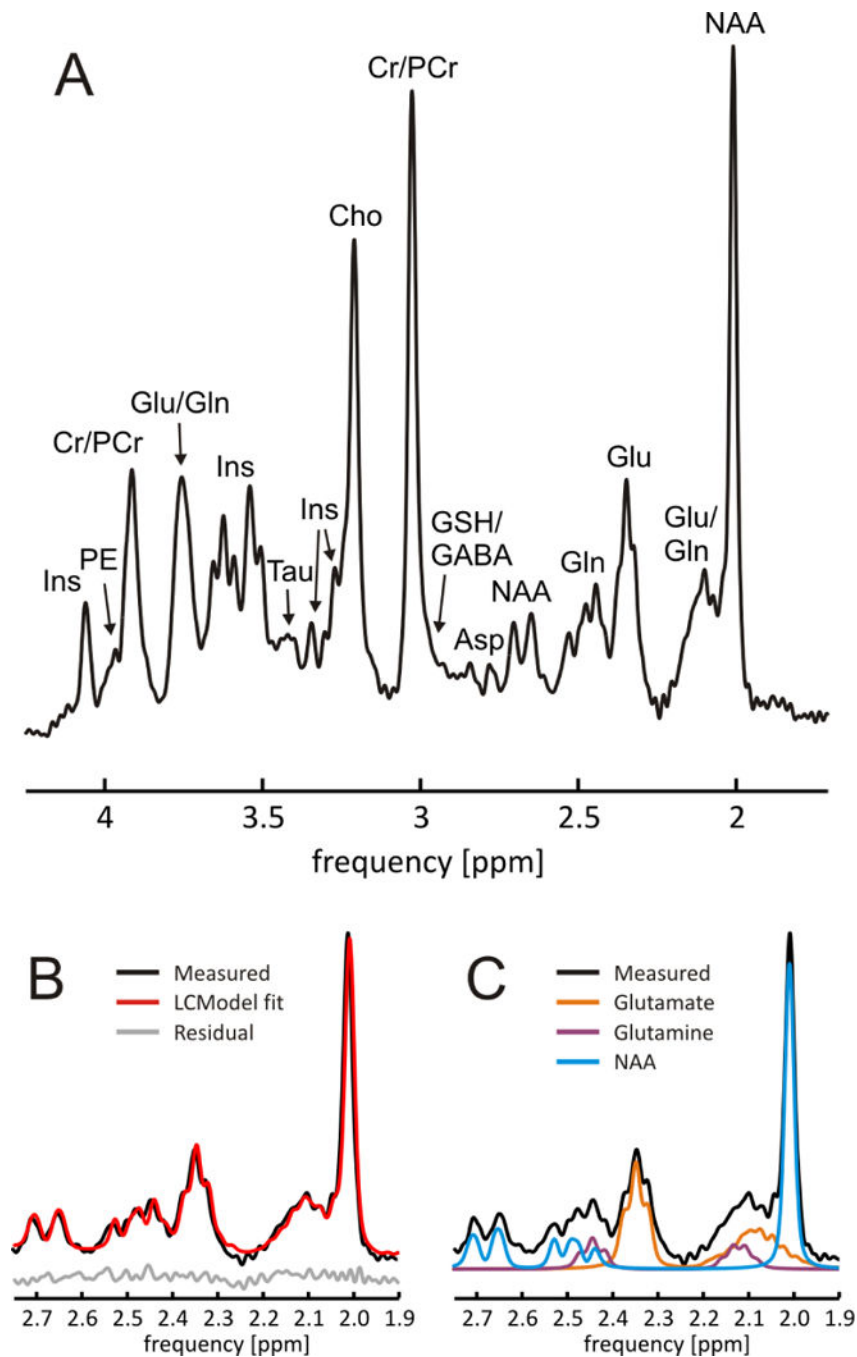 A
NAA
Cr/PCr
Cho
Glu/Gln
Cr/PCr
Ins
Glu
Ins
GSH/
GABA
Glu/
Gln
PE
Ins
Tau
Gln
NAA
Asp
4 3.5 3 2.5 2
frequency [ppm]
B
Measured
LCModel fit
Residual
2.7 2.6 2.5 2.4 2.3 2.2 2.1 2.0 1.9
frequency [ppm]
C
Measured
Glutamate
Glutamine
NAA
2.7 2.6 2.5 2.4 2.3 2.2 2.1 2.0 1.9
frequency [ppm]